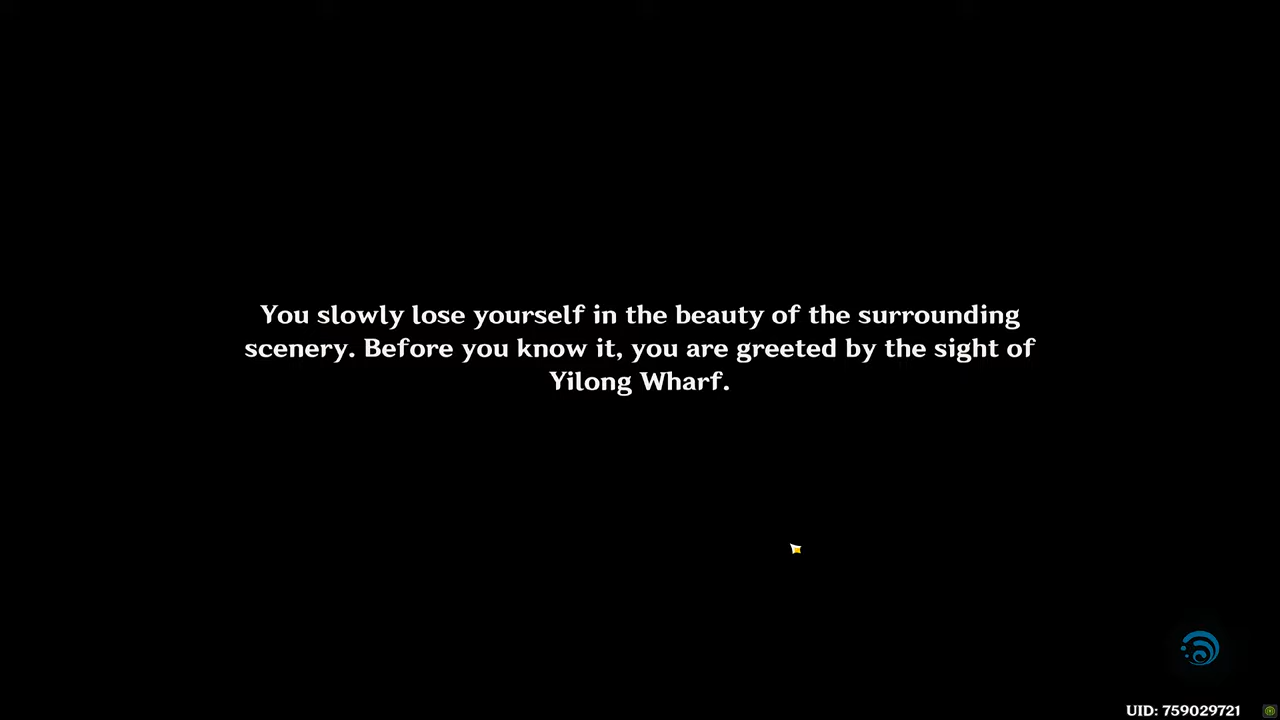 You slowly lose yourself in the beauty of the surrounding
scenery. Before you know it, you are greeted by the sight of
Yilong Wharf.
UID: 759029721